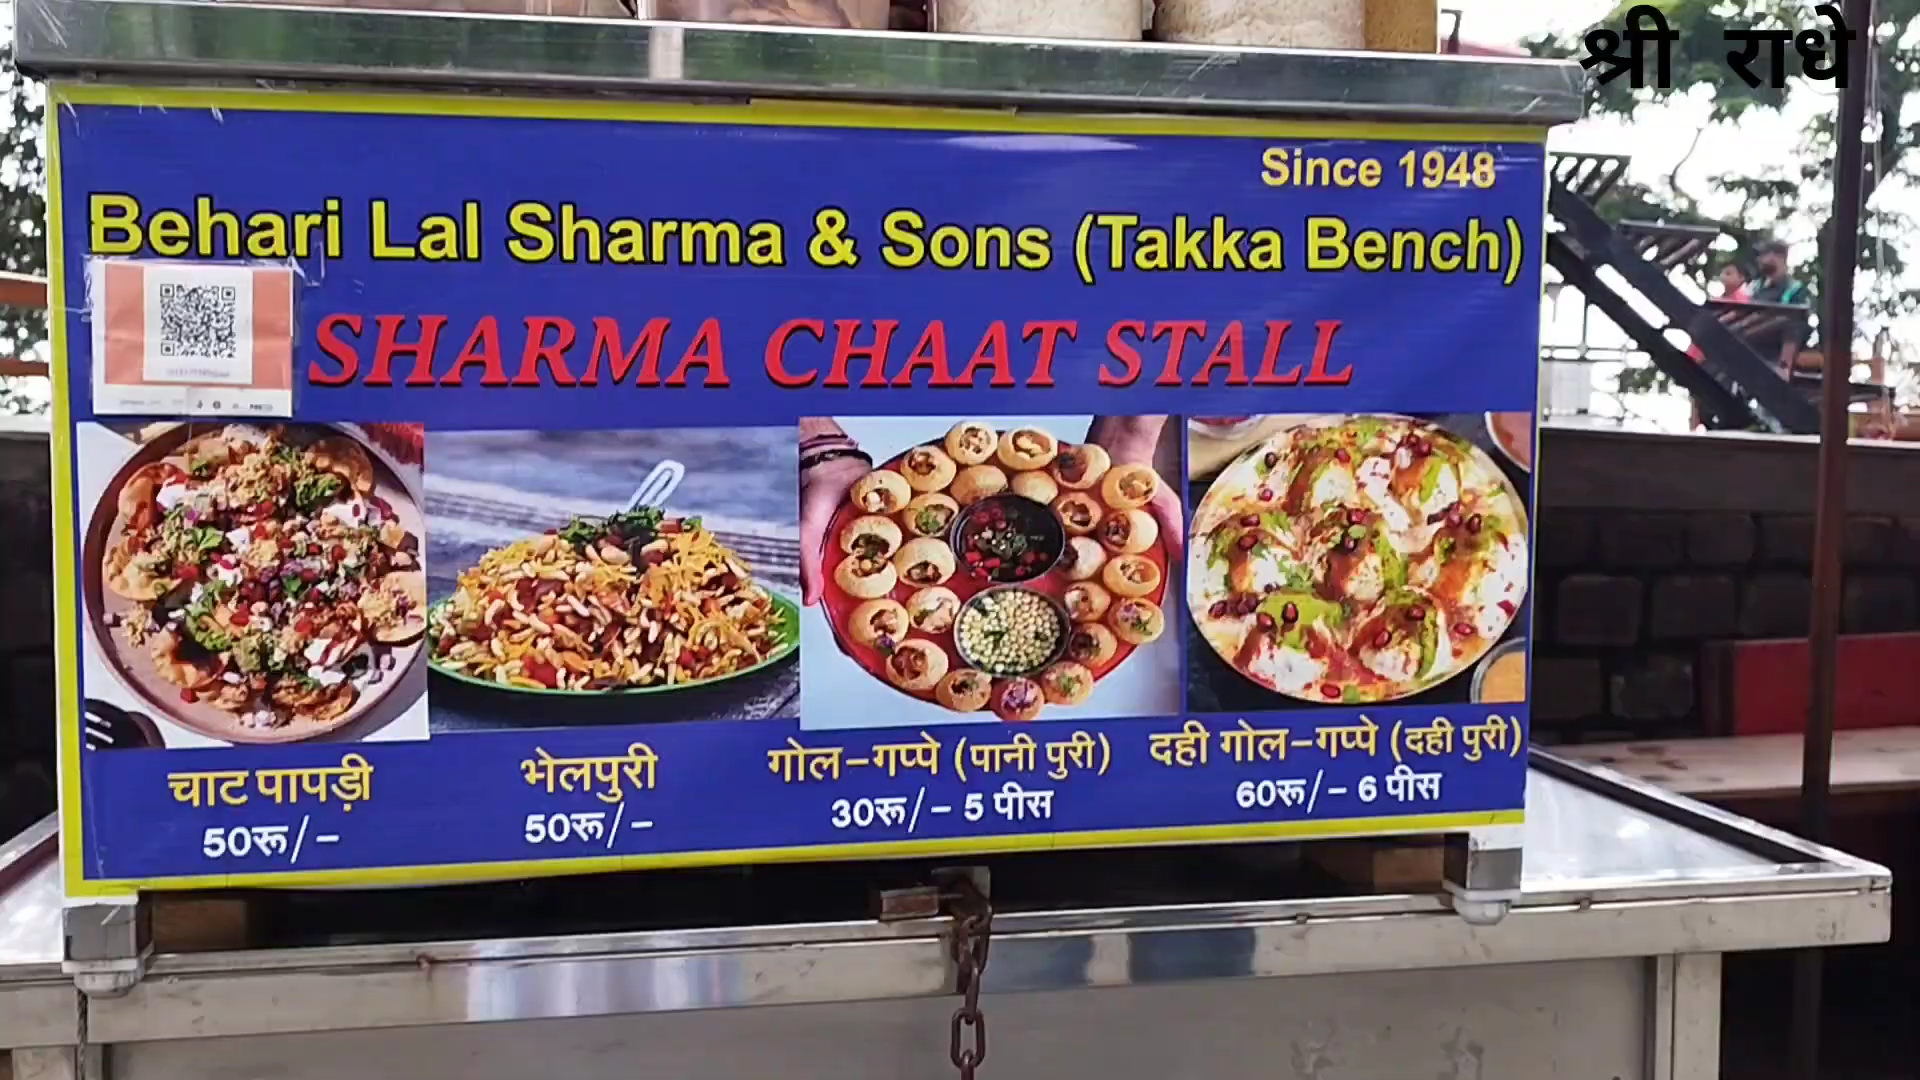 श्री राधे
Since 1948
Behari Lal Sharma & Sons (Takka Bench)
SHARMA CHAAT STALL
चाट पापड़ी
50रू/-
भेलपुरी
50रू/-
गोल-गप्पे (पानी पुरी)
30रू/- 5 पीस
दही गोल-गप्पे (दही पुरी)
60रू/- 6 पीस